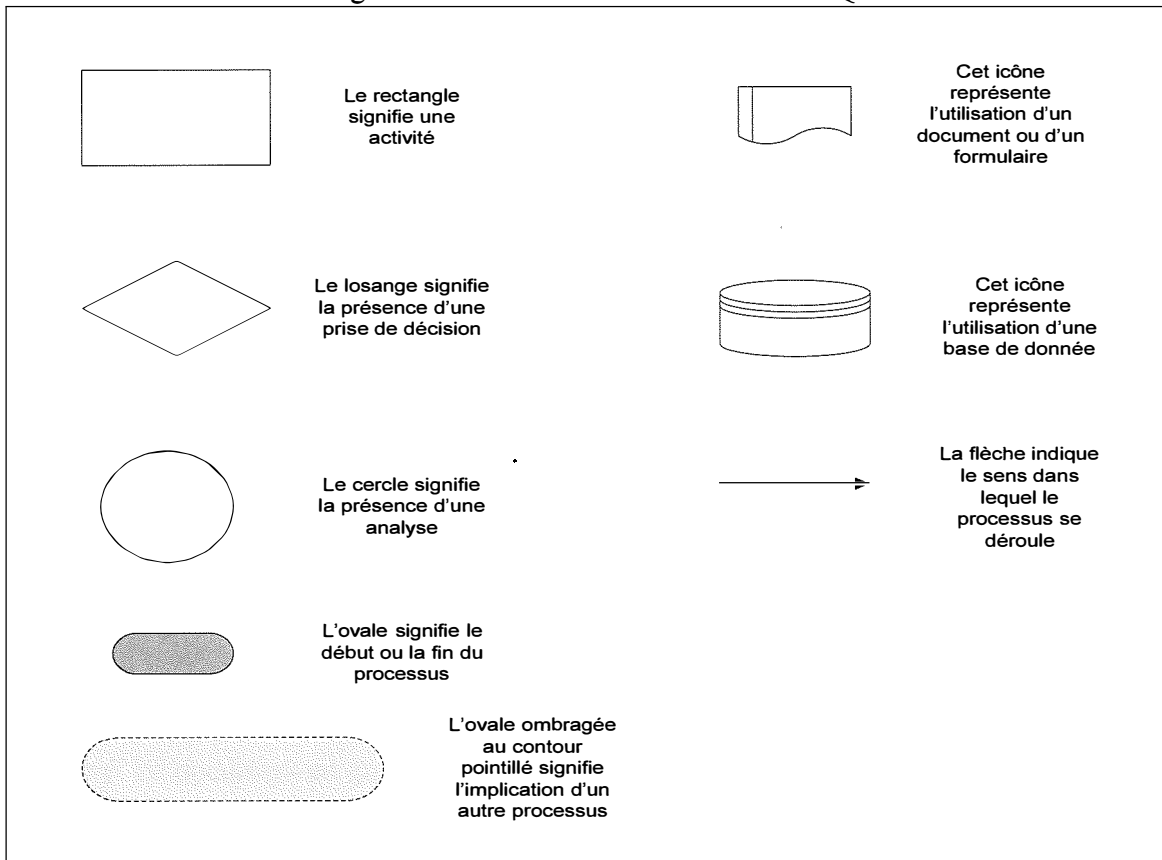 Le rectangle
signifie une
activité
Cet icône
représente
l'utilisation d'un
document ou d'un
formulaire
Le losange signifie
la présence d'une
prise de décision
Cet icône
représente
l'utilisation d'une
base de donnée
Le cercle signifie
la présence d'une
analyse
La flèche indique
le sens dans
lequel le
processus se
déroule
L'ovale signifie le
début ou la fin du
processus
L'ovale ombragée
au contour
pointillé signifie
l'implication d'un
autre processus